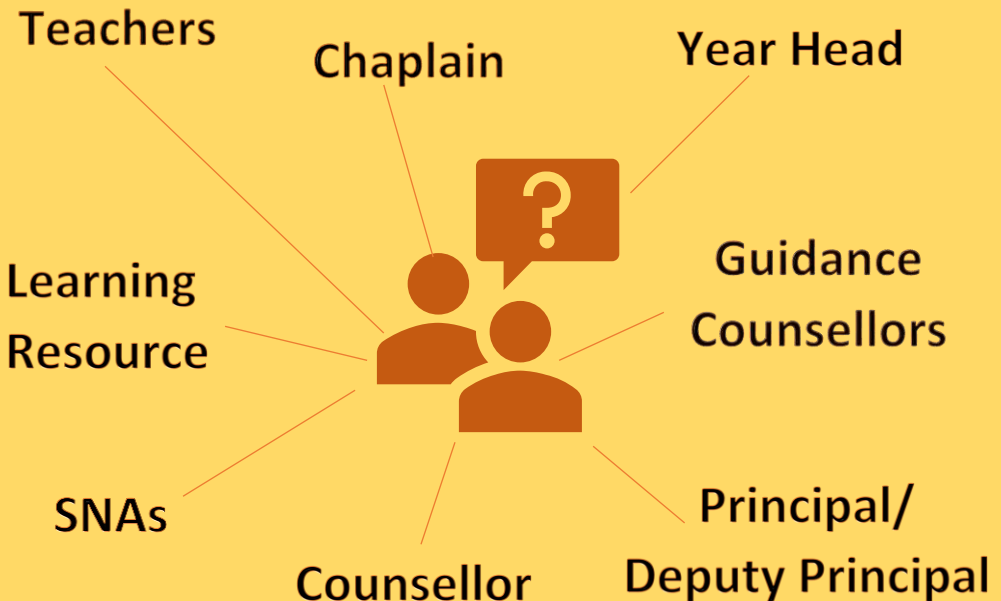 Teachers
Chaplain
Year Head
?
Learning
Resource
Guidance
Counsellors
SNAs
Counsellor
Principal/
Deputy Principal